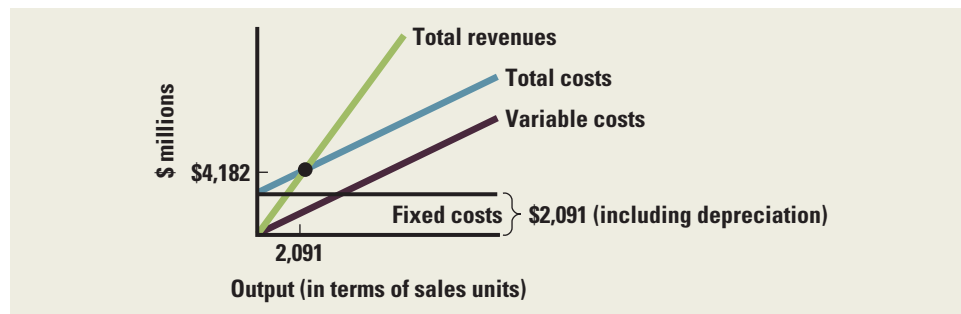 Total revenues
Total costs
Variable costs
$ millions
$4,182
Fixed costs
$2,091 (including depreciation)
2,091
Output (in terms of sales units)